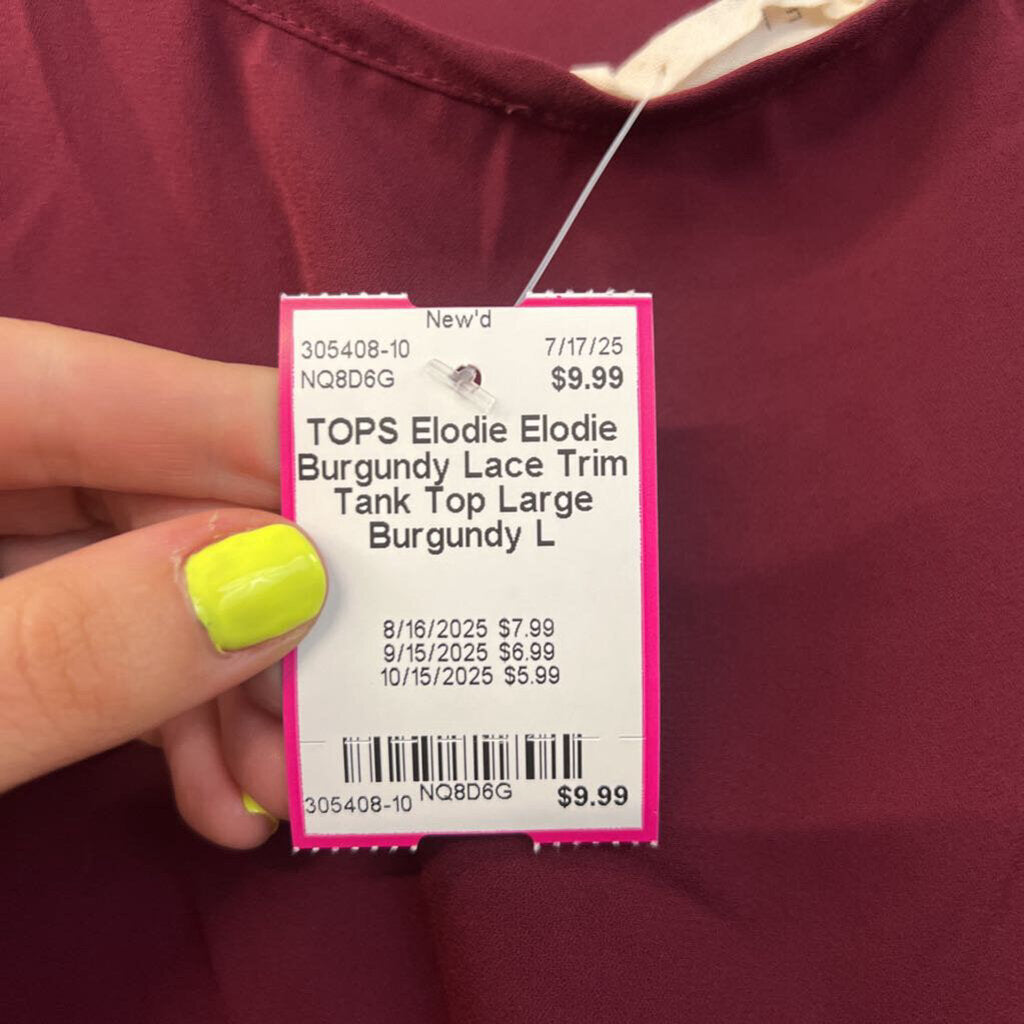 New'd
305408-10 7/17/25
NQ8D6G $9.99
TOPS Elodie Elodie
Burgundy Lace Trim
Tank Top Large
Burgundy L
8/16/2025 $7.99
9/15/2025 $6.99
10/15/2025 $5.99
305408-10 NQ8D6G $9.99